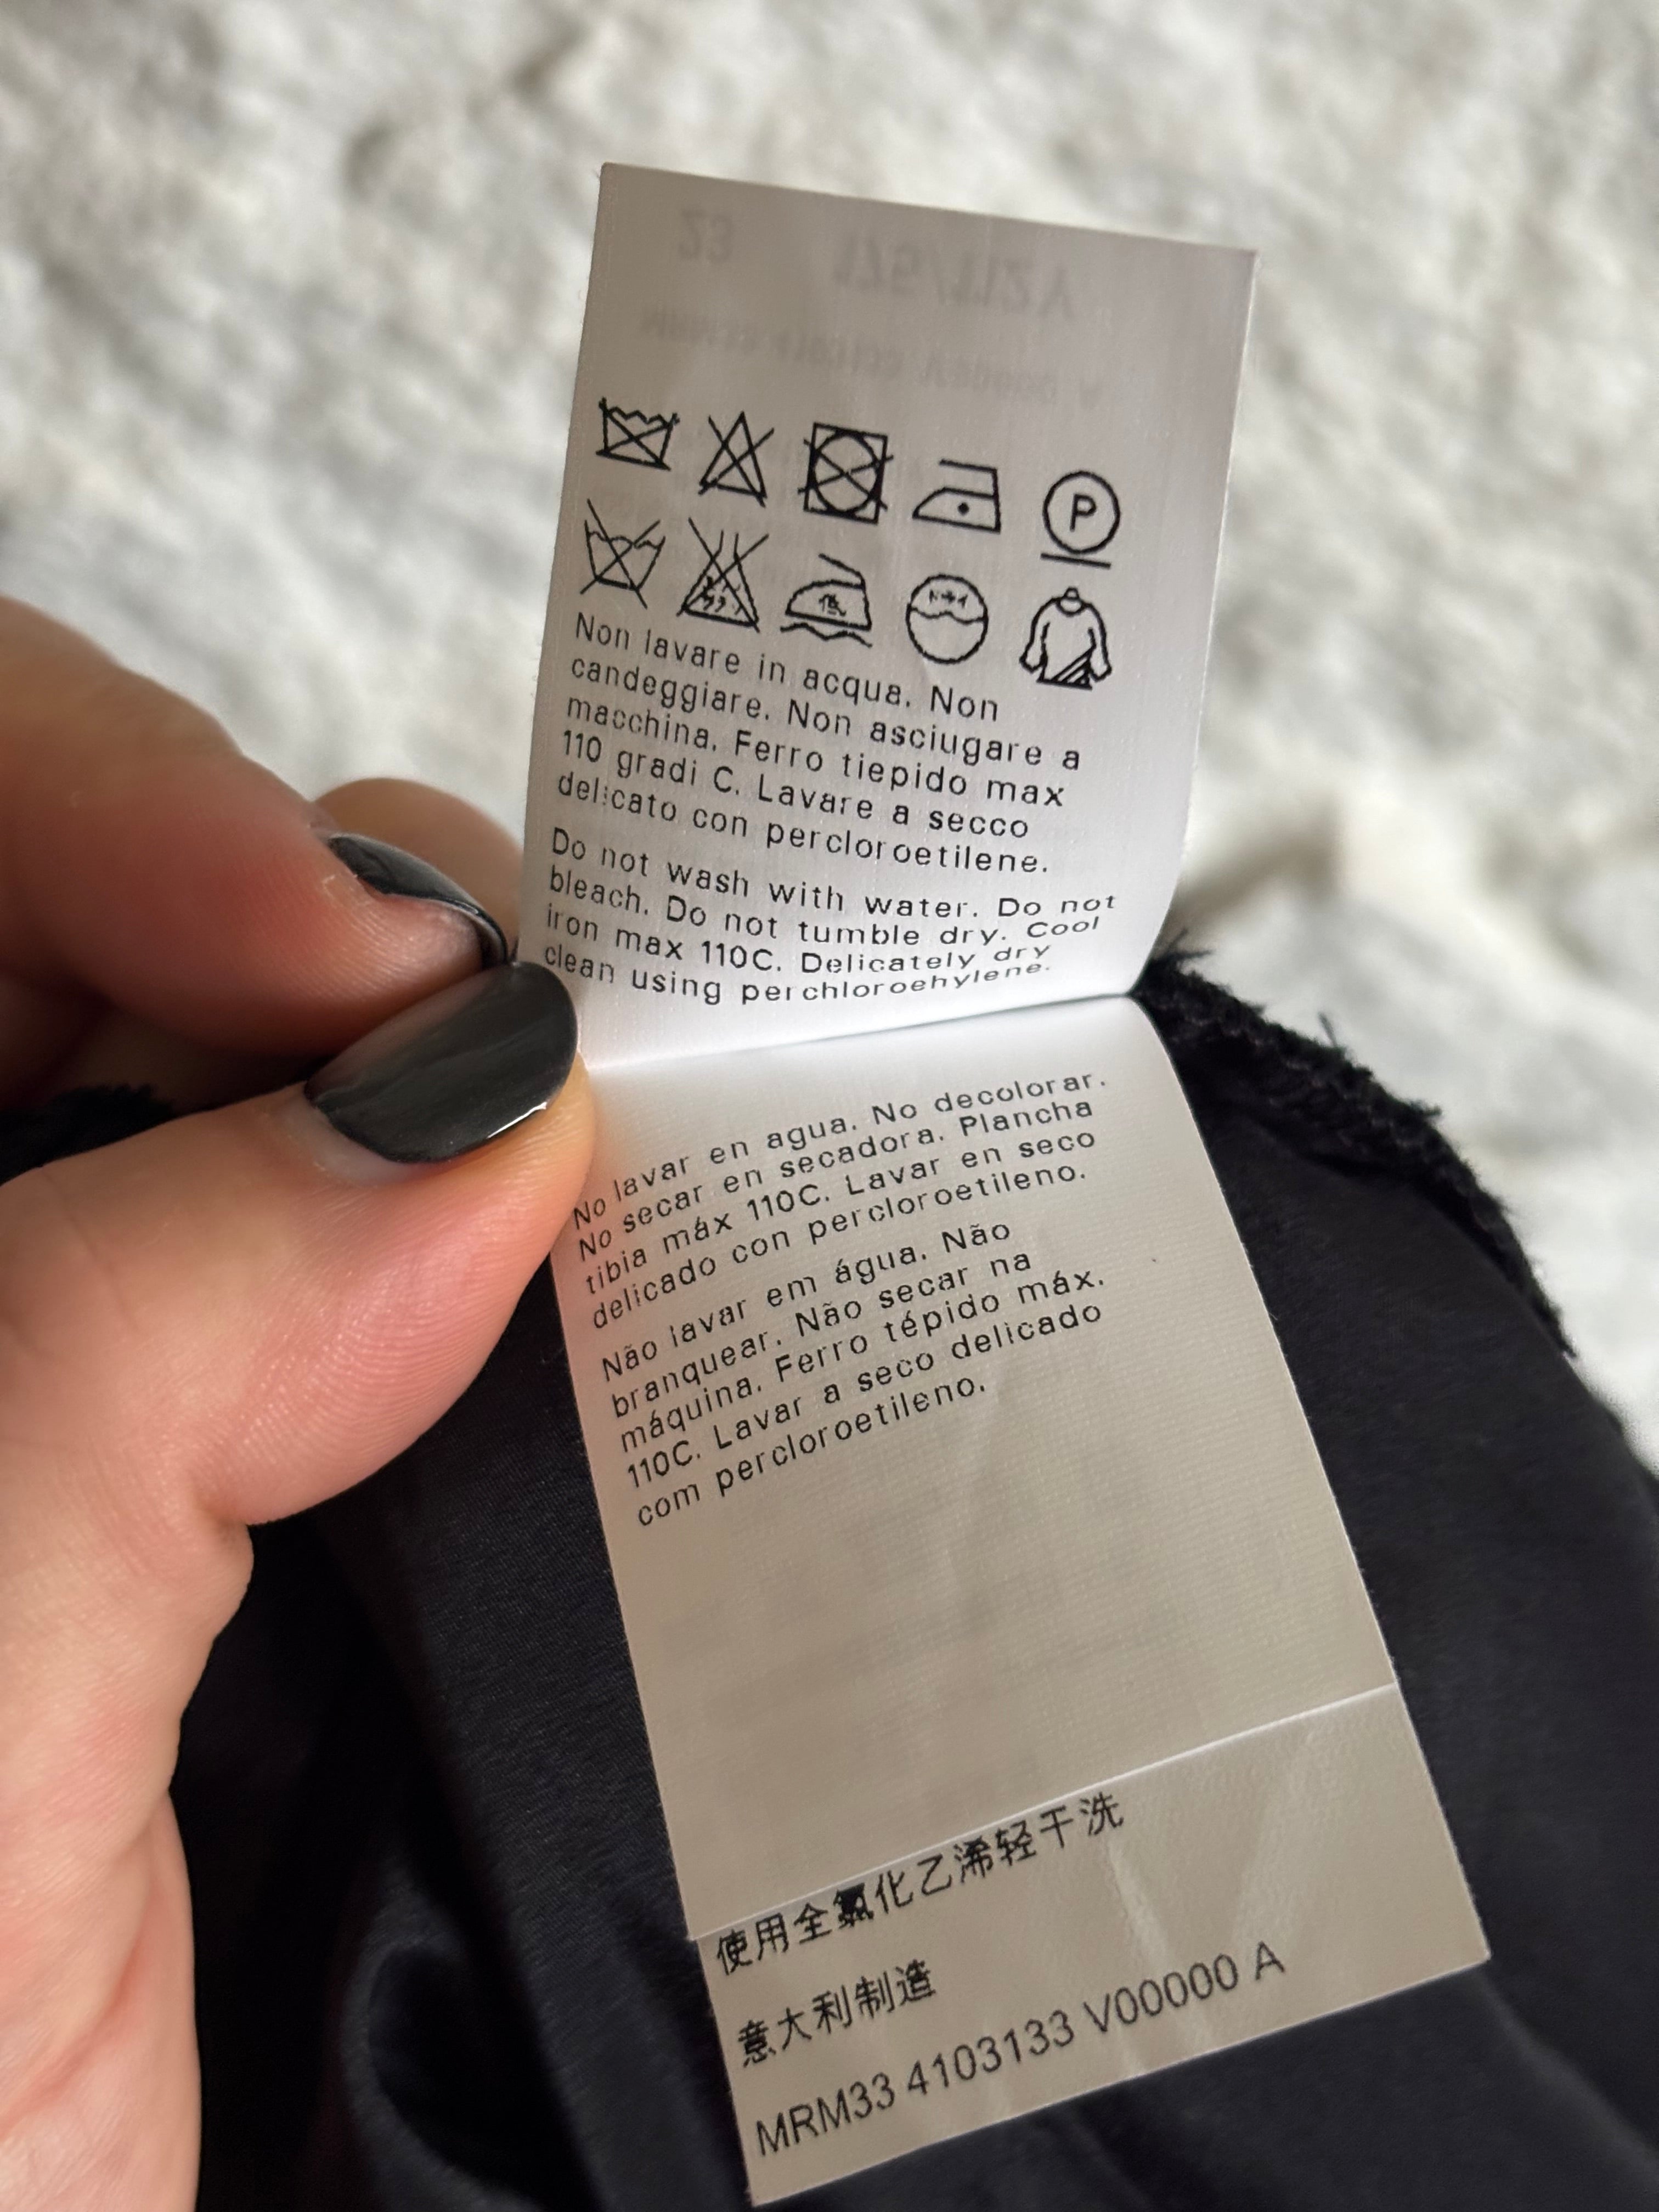 P
低
Non lavare in acqua. Non
candeggiare. Non asciugare a
macchina. Ferro tiepido max
110 gradi C. Lavare a secco
delicato con percloroetilene.
Do not wash with water. Do not
bleach. Do not tumble dry. Cool
iron max 110C. Delicately dry
clean using perchloroehylene.
No lavar en agua. No decolorar.
No secar en secadora. Plancha
tibia máx 110C. Lavar en seco
delicado con percloroetileno.
Não lavar em água. Não
branquear. Não secar na
máquina. Ferro tépido máx.
110C. Lavar a seco delicado
com percloroetileno.
使用全氯化乙浠轻干洗
意大利制造
MRM33 4103133 V00000 A